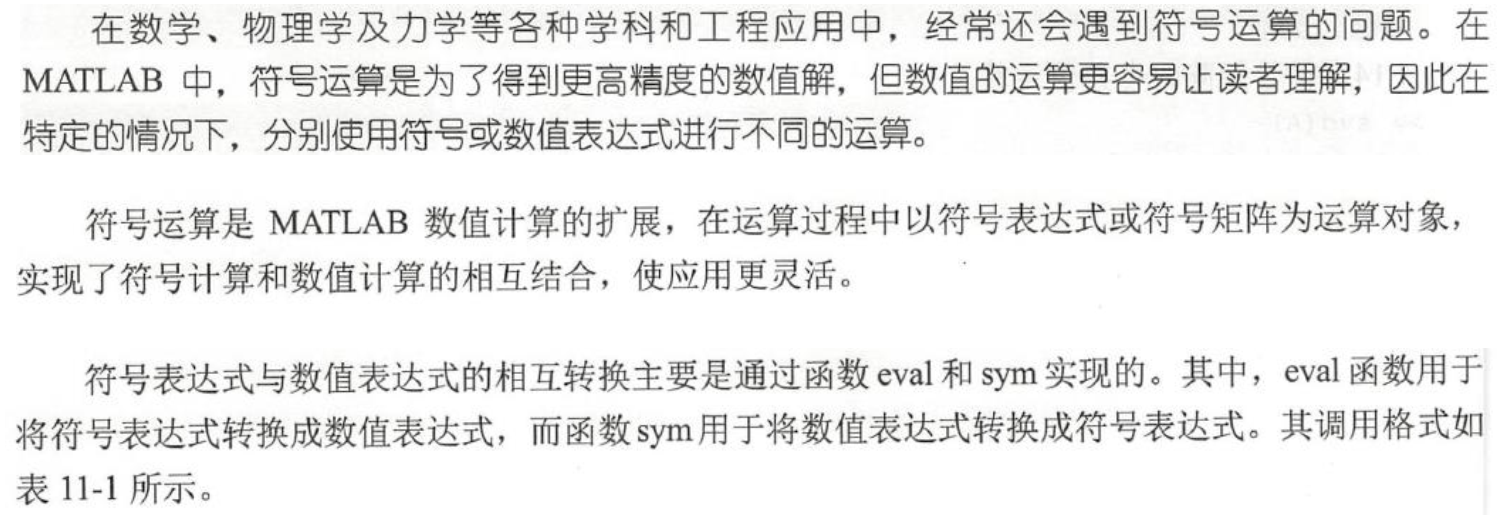 在数学、物理学及力学等各种学科和工程应用中，经常还会遇到符号运算的问题。在
MATLAB 中，符号运算是为了得到更高精度的数值解，但数值的运算更容易让读者理解，因此在
特定的情况下，分别使用符号或数值表达式进行不同的运算。
符号运算是 MATLAB 数值计算的扩展，在运算过程中以符号表达式或符号矩阵为运算对象，
实现了符号计算和数值计算的相互结合，使应用更灵活。
符号表达式与数值表达式的相互转换主要是通过函数 eval 和 sym 实现的。其中，eval 函数用于
将符号表达式转换成数值表达式，而函数 sym 用于将数值表达式转换成符号表达式。其调用格式如
表 11-1 所示。